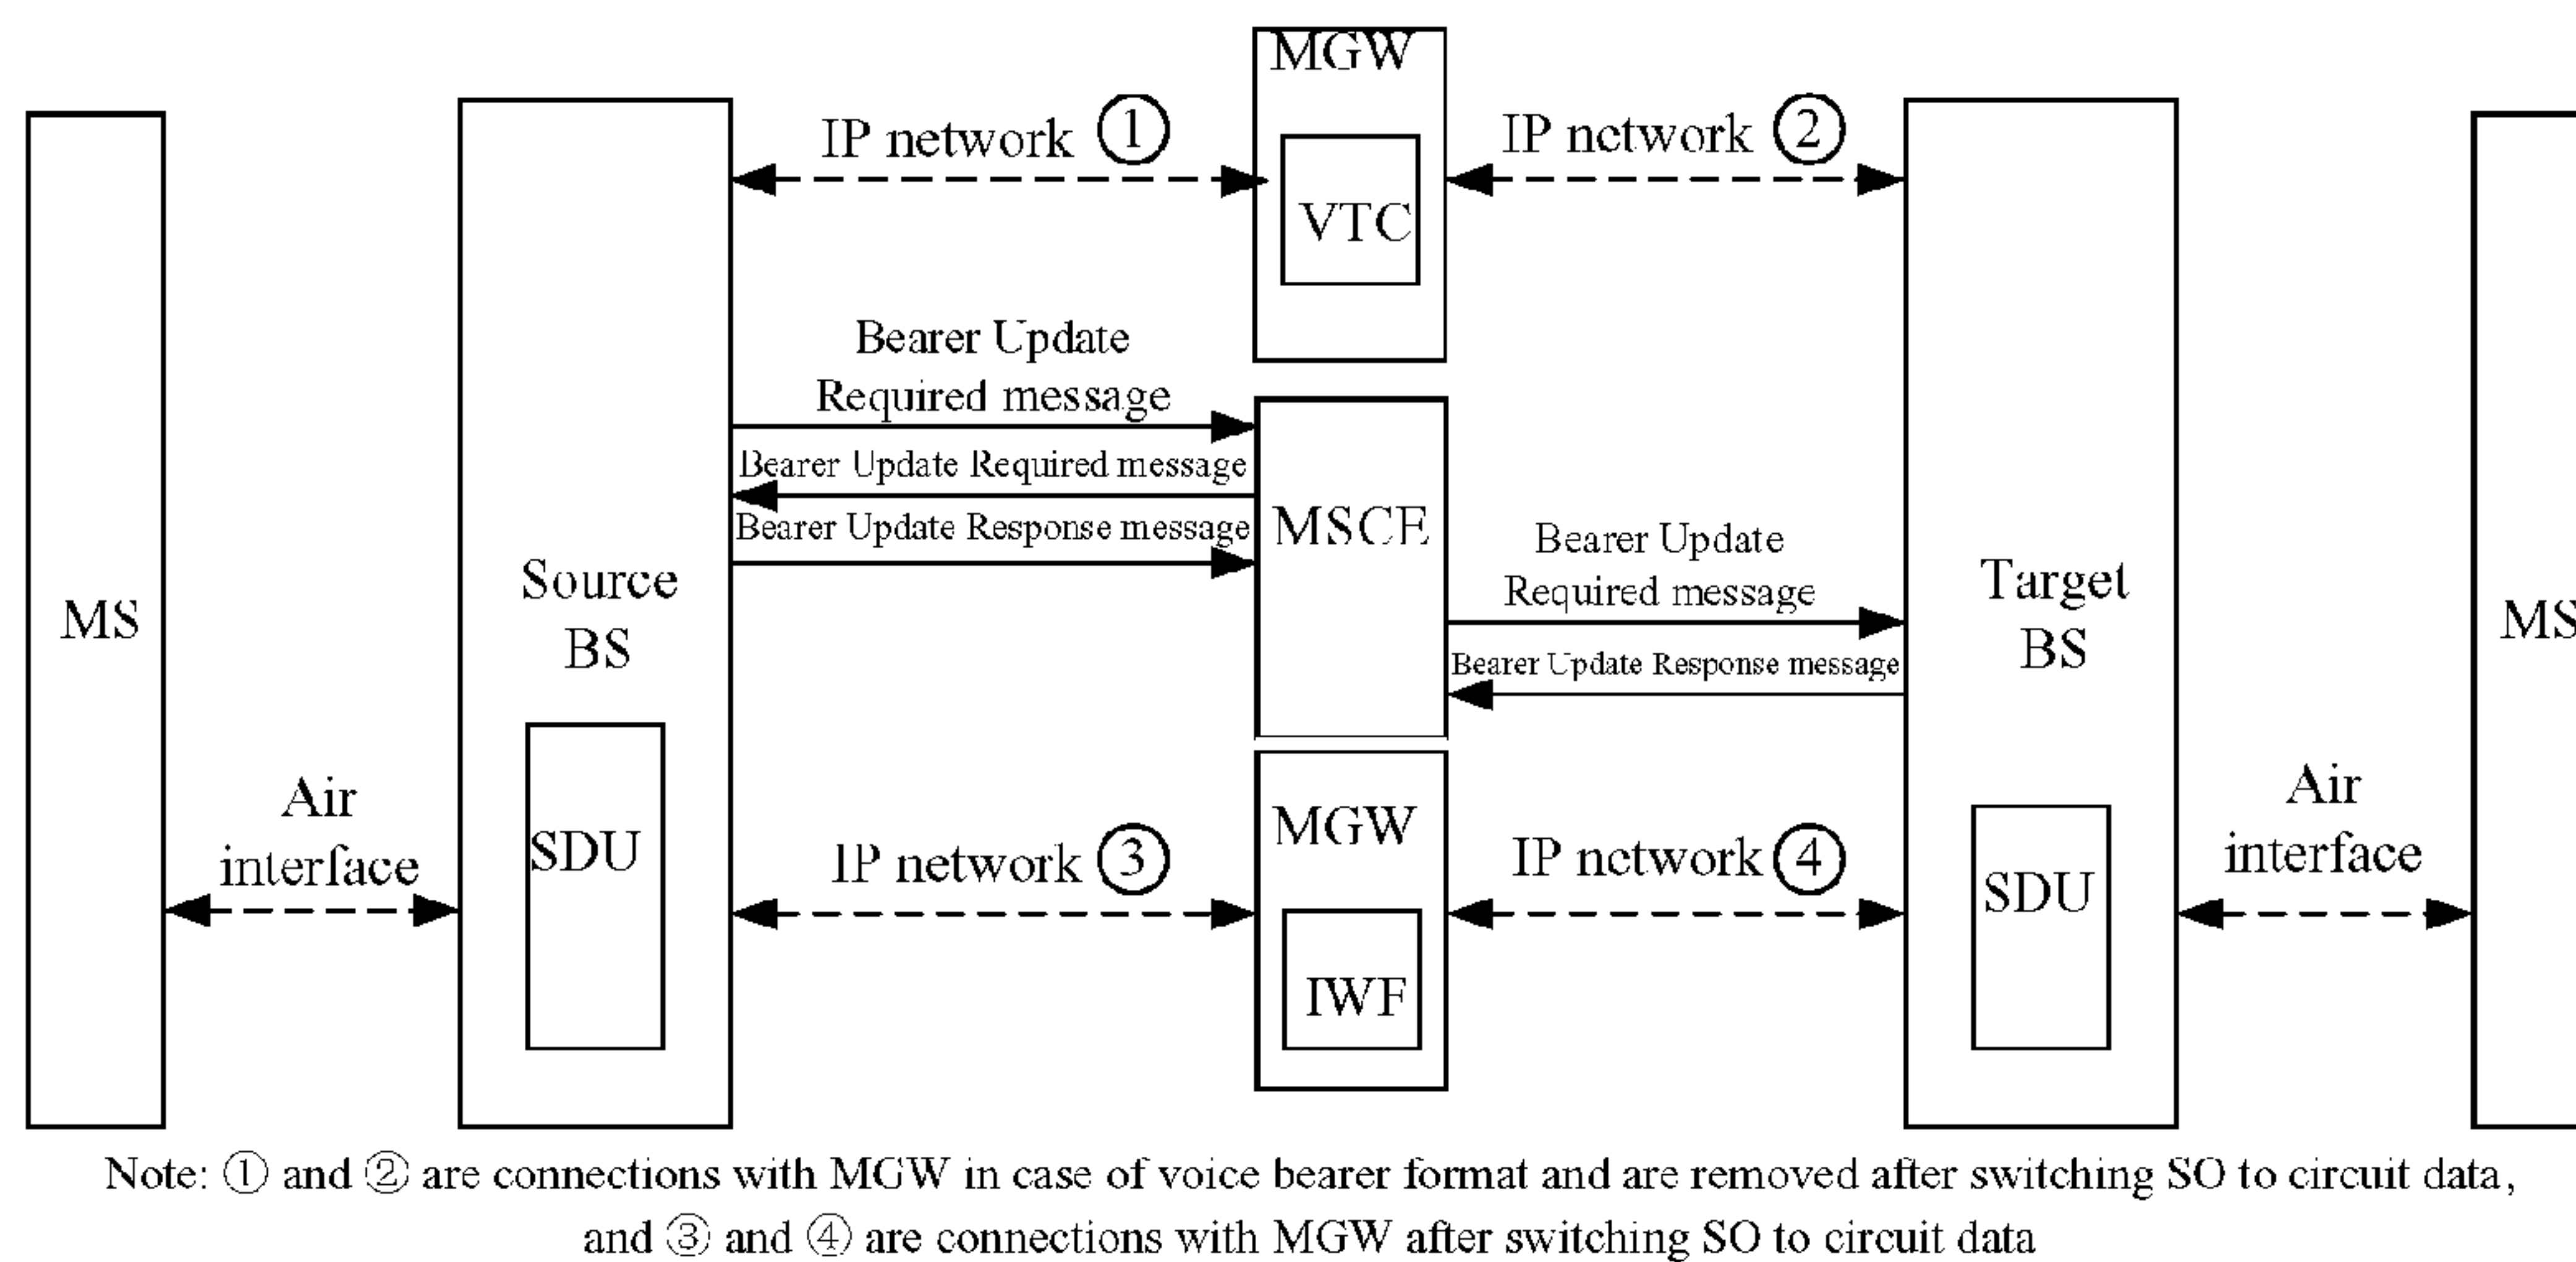 MGW
IP network ①
IP network ②
VTC
Bearer Update
Required message
Bearer Update Required message
Bearer Update Response message
MSCE
Bearer Update
Required message
Bearer Update Response message
MS
Source
BS
Target
BS
MS
SDU
Air
interface
IP network ③
MGW
IWF
IP network ④
SDU
Air
interface
Note: ① and ② are connections with MGW in case of voice bearer format and are removed after switching SO to circuit data,
and ③ and ④ are connections with MGW after switching SO to circuit data